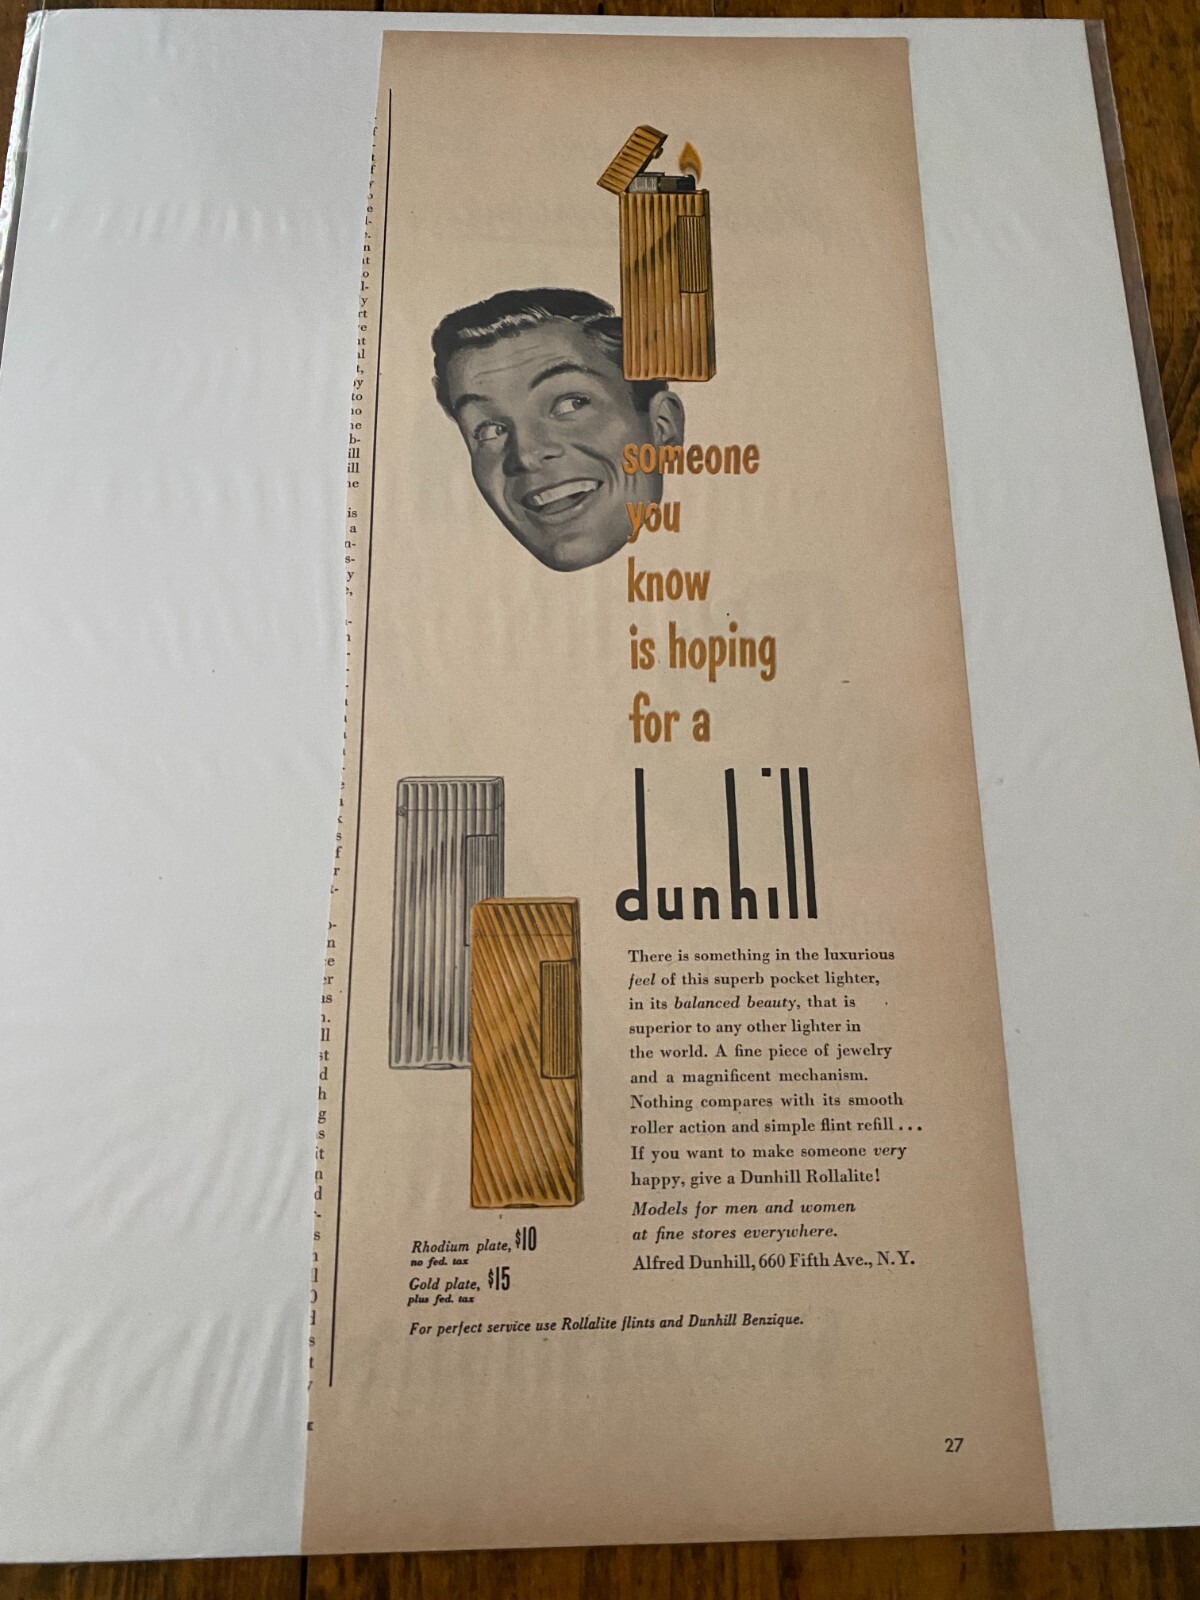 someone
you
know
is hoping
for a
dunhill
There is something in the luxurious
feel of this superb pocket lighter,
in its balanced beauty, that is
superior to any other lighter in
the world. A fine piece of jewelry
and a magnificent mechanism.
Nothing compares with its smooth
roller action and simple flint refill...
If you want to make someone very
happy, give a Dunhill Rollalite!
Models for men and women
at fine stores everywhere.
Alfred Dunhill, 660 Fifth Ave., N.Y.
Rhodium plate, $10
no fed. tax
Gold plate, $15
plus fed. tax
For perfect service use Rollalite flints and Dunhill Benzique.
27